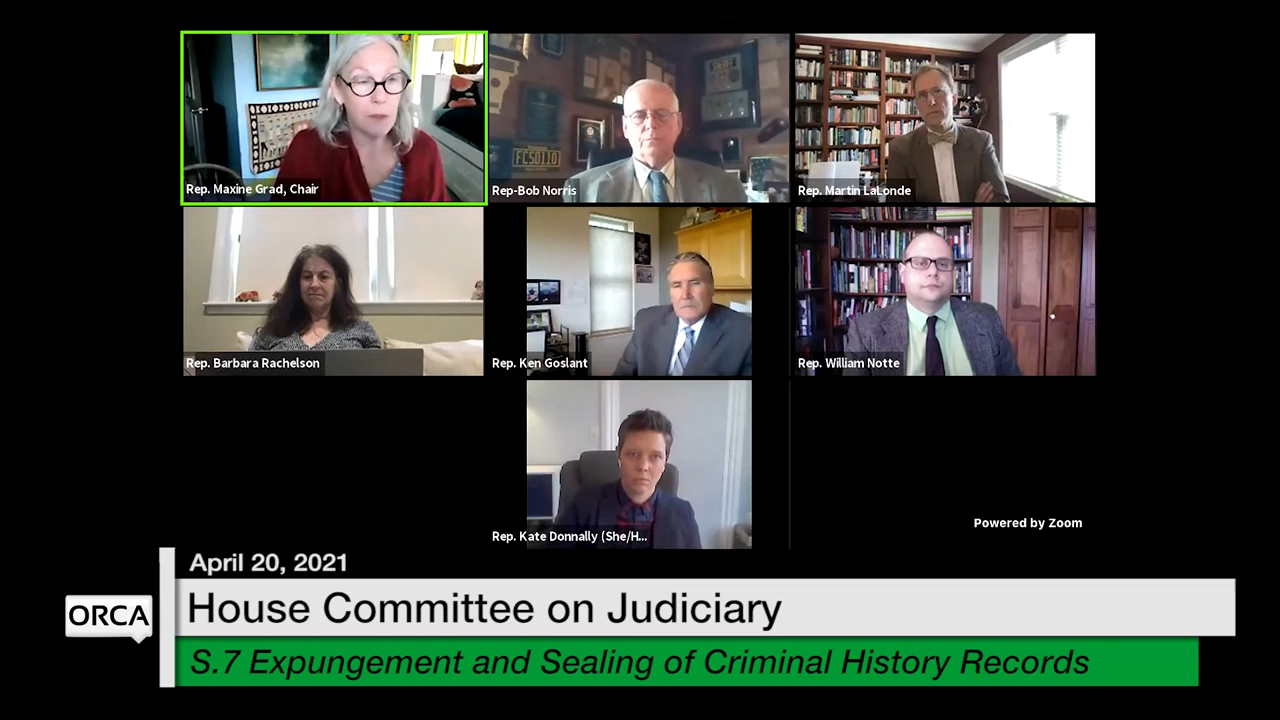 Rep. Maxine Grad, Chair
Rep-Bob Norris
FC50110
Rep. Martin LaLonde
Rep. Barbara Rachelson
Rep. Ken Goslant
Rep. William Notte
Rep. Kate Donnally (She/H...
Powered by Zoom
April 20, 2021
ORCA
House Committee on Judiciary
S.7 Expungement and Sealing of Criminal History Records